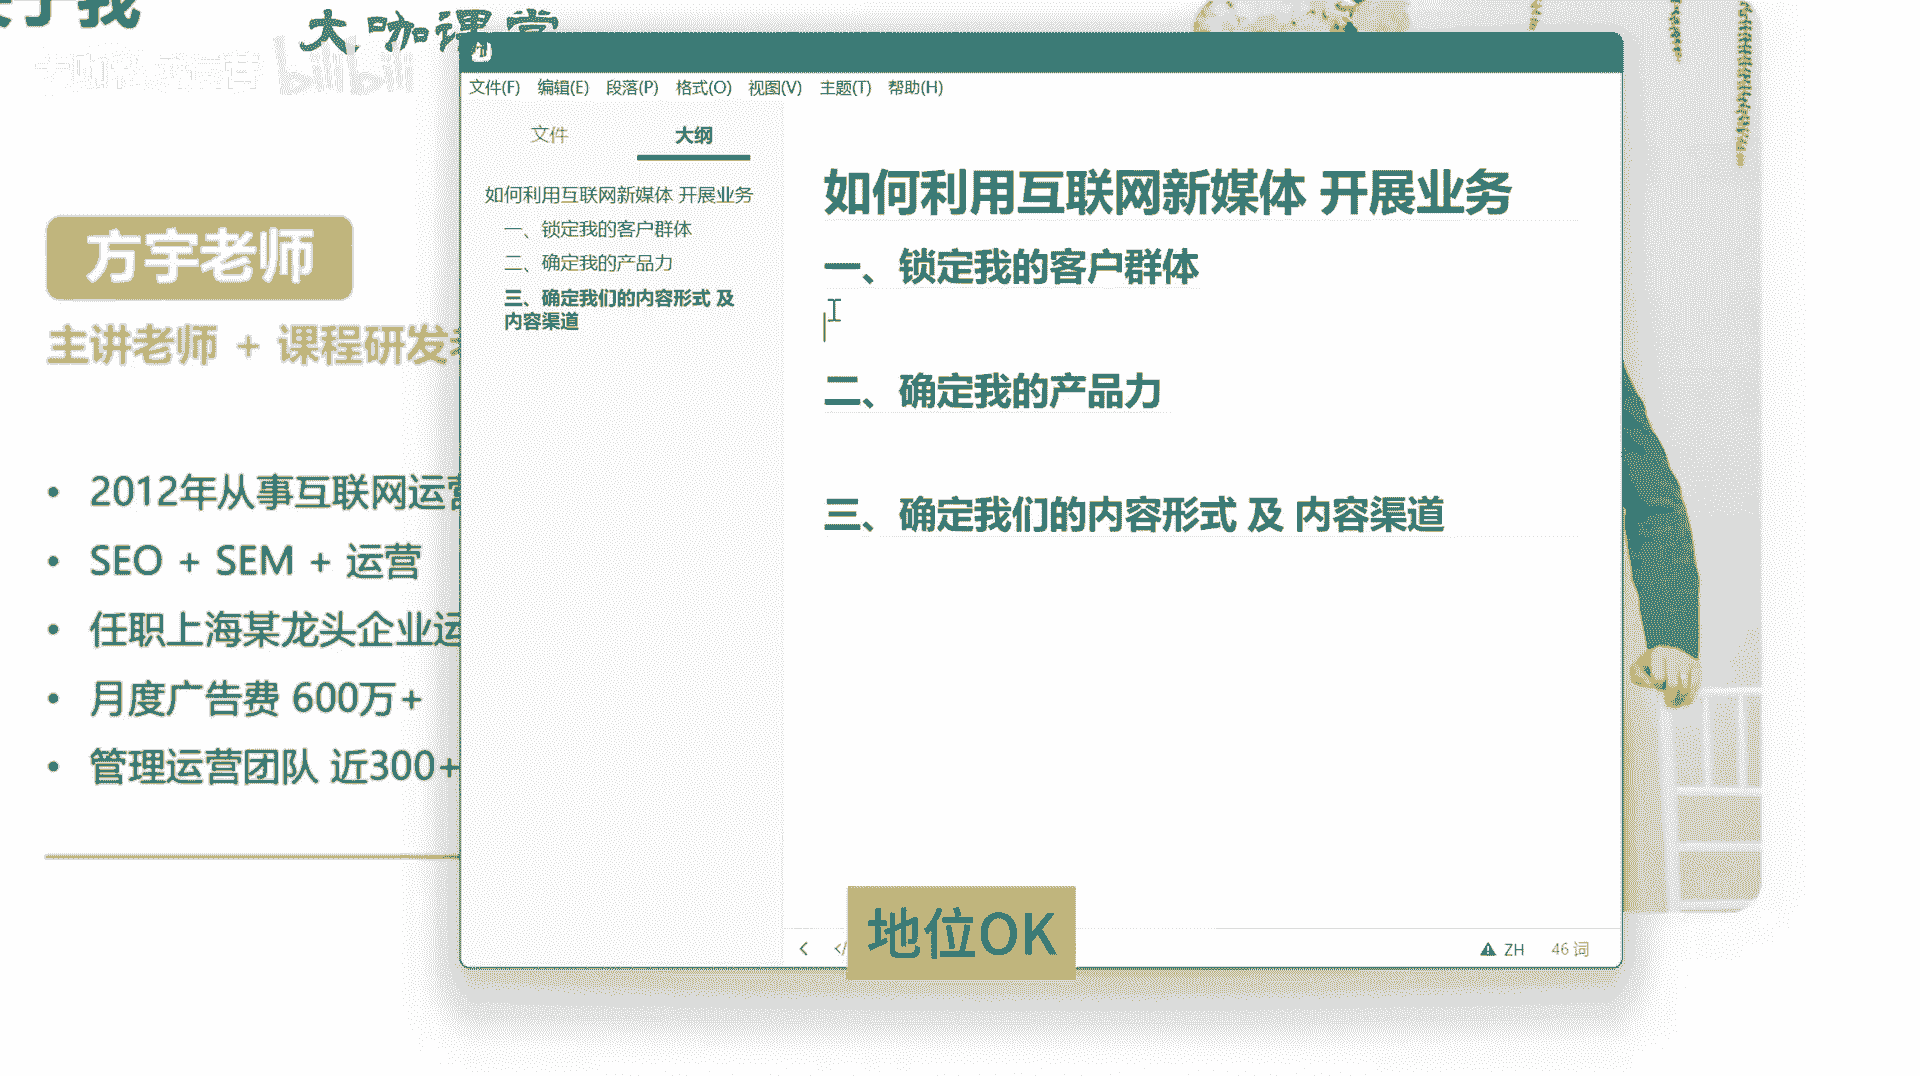 大咖课堂
bilibili
方宇老师
主讲老师 + 课程研发
2012年从事互联网运营
SEO + SEM + 运营
任职上海某龙头企业运
月度广告费 600万+
管理运营团队 近300+
文件(F) 编辑(E) 段落(P) 格式(O) 视图(V) 主题(T) 帮助(H)
文件 大纲
如何利用互联网新媒体 开展业务
一、锁定我的客户群体
二、确定我的产品力
三、确定我们的内容形式 及
内容渠道
如何利用互联网新媒体 开展业务
一、锁定我的客户群体
二、确定我的产品力
三、确定我们的内容形式 及 内容渠道
ZH 46 词
地位OK